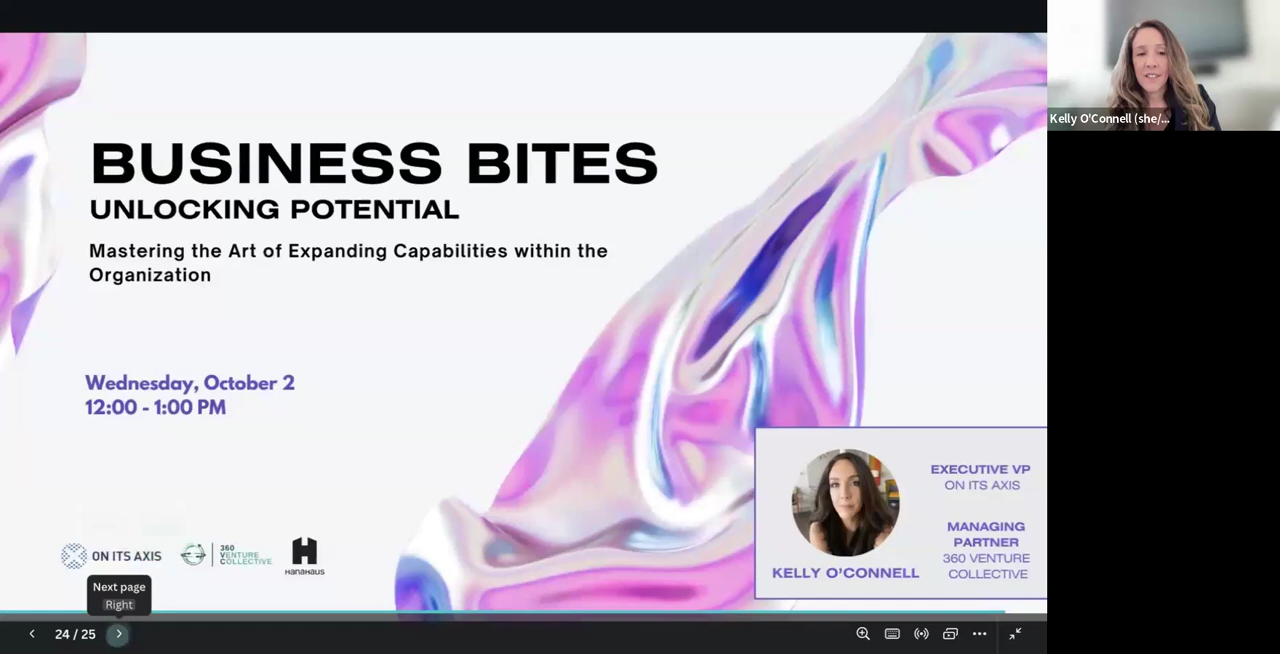 BUSINESS BITES
UNLOCKING POTENTIAL
Mastering the Art of Expanding Capabilities within the
Organization
Wednesday, October 2
12:00 - 1:00 PM
ON ITS AXIS
360
VENTURE
COLLECTIVE
HANAHAUS
KELLY O'CONNELL
EXECUTIVE VP
ON ITS AXIS
MANAGING
PARTNER
360 VENTURE
COLLECTIVE
Next page
Right
24 / 25
Kelly O'Connell (she/...